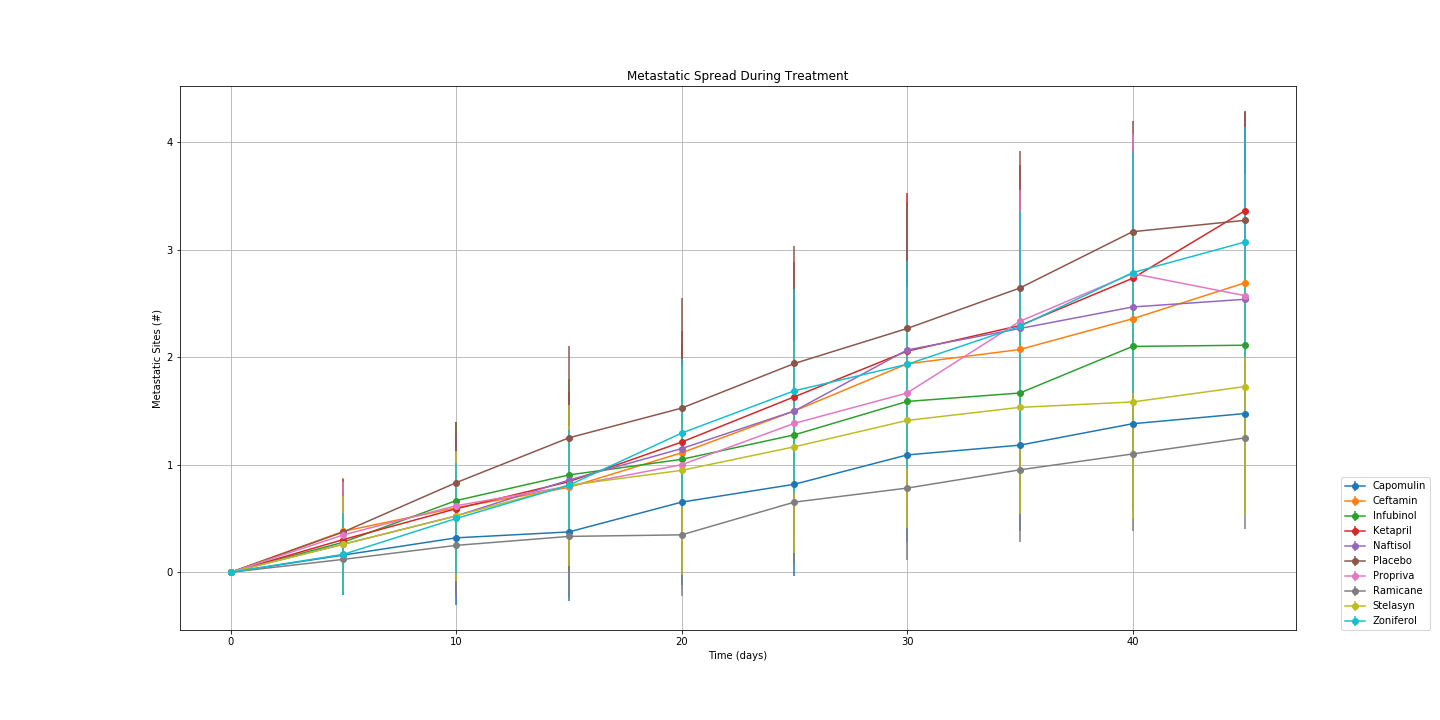 Metastatic Spread During Treatment
4
3
2
1
0
Metastatic Sites (#)
0
10
20
30
40
Time (days)
Capomulin
Ceftamin
Infubinol
Ketapril
Naftisol
Placebo
Propriva
Ramicane
Stelasyn
Zoniferol